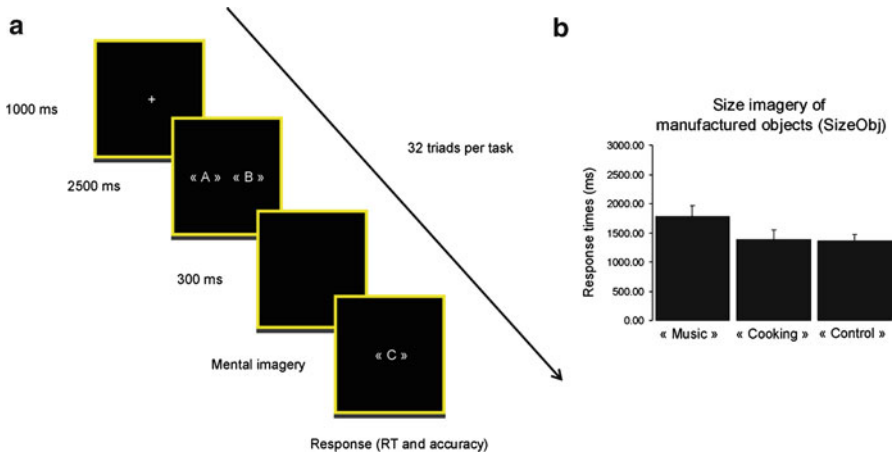 a
1000 ms
+
2500 ms
« A » « B »
300 ms
Mental imagery
« C »
Response (RT and accuracy)
32 triads per task
b
Size imagery of
manufactured objects (SizeObj)
Response times (ms)
3000.00
2500.00
2000.00
1500.00
1000.00
500.00
0.00
« Music » « Cooking » « Control »